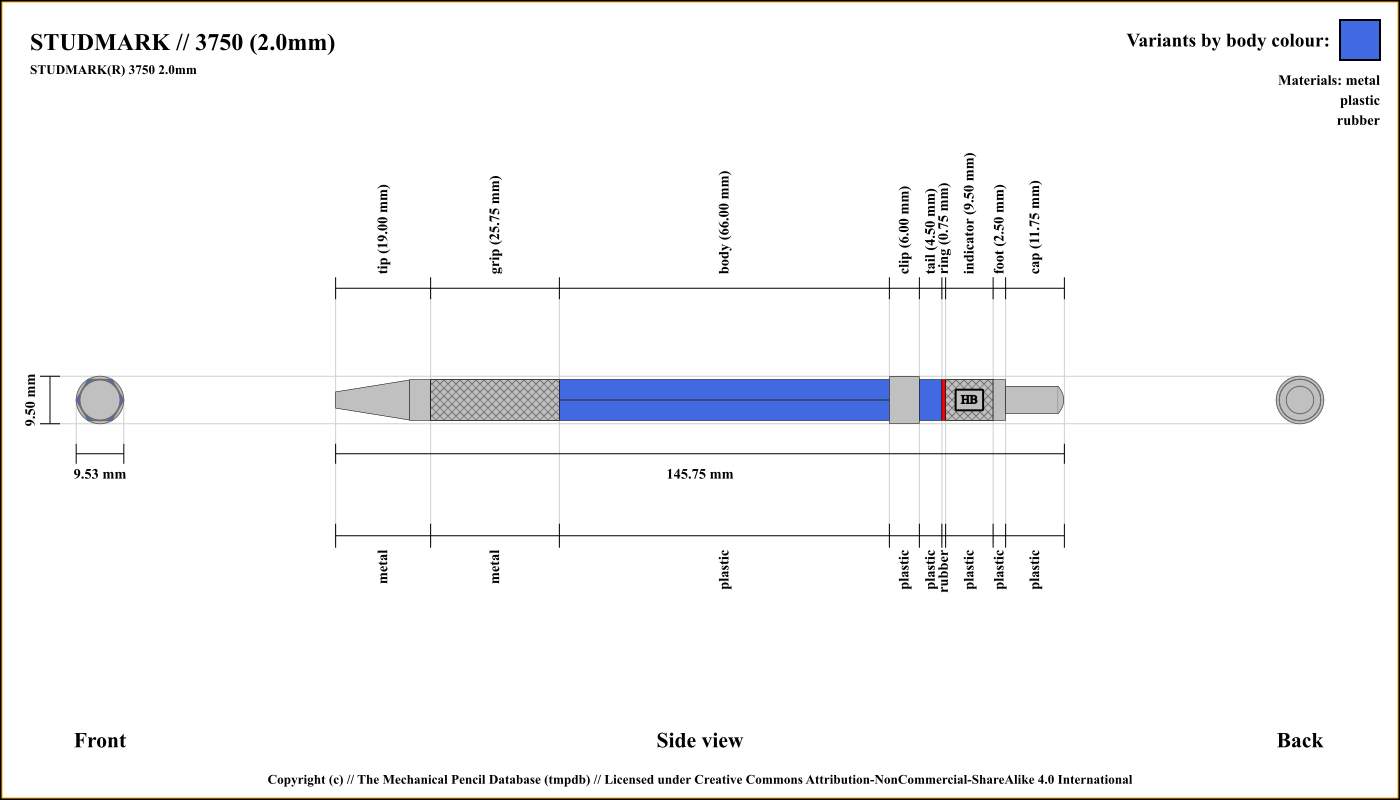 STUDMARK // 3750 (2.0mm)
STUDMARK(R) 3750 2.0mm
Variants by body colour:
Materials: metal
plastic
rubber
tip (19.00 mm)
grip (25.75 mm)
body (66.00 mm)
clip (6.00 mm)
tail (4.50 mm)
ring (0.75 mm)
indicator (9.50 mm)
foot (2.50 mm)
cap (11.75 mm)
9.50 mm
HB
9.53 mm
145.75 mm
metal
metal
plastic
plastic
plastic
rubber
plastic
plastic
plastic
Front
Side view
Back
Copyright (c) // The Mechanical Pencil Database (tmpdb) // Licensed under Creative Commons Attribution-NonCommercial-ShareAlike 4.0 International